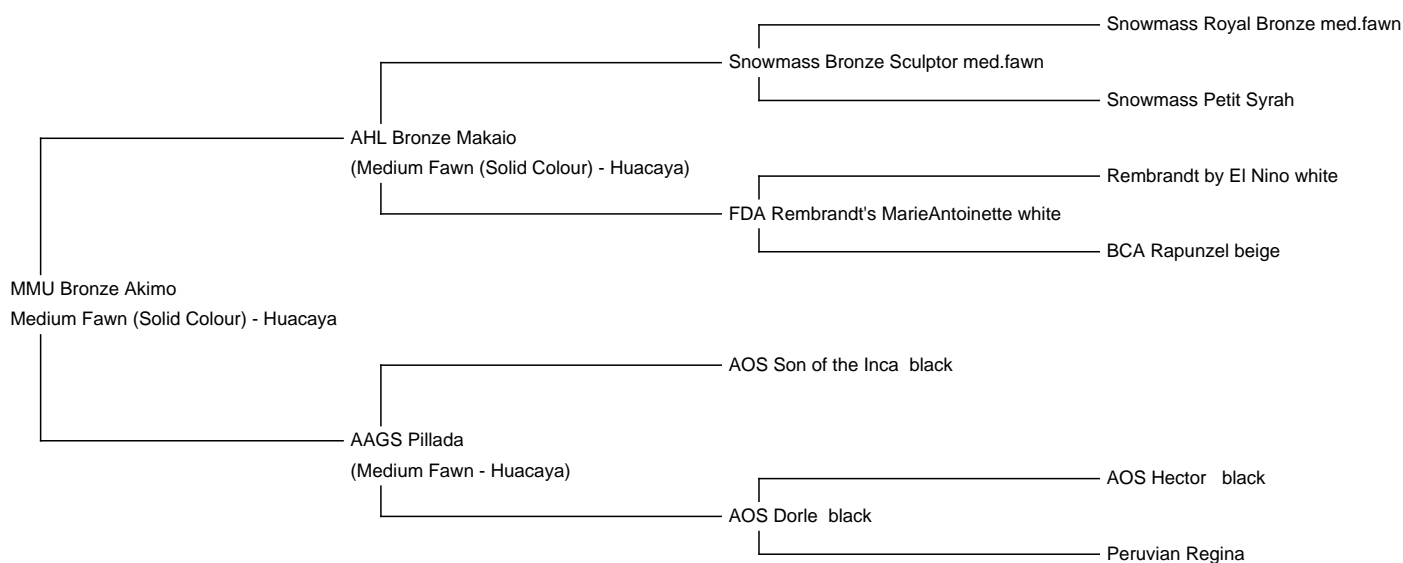 Snowmass Royal Bronze med.fawn
Snowmass Bronze Sculptor med.fawn
Snowmass Petit Syrah
AHL Bronze Makaio
(Medium Fawn (Solid Colour) - Huacaya)
Rembrandt by El Nino white
FDA Rembrandt's MarieAntoinette white
BCA Rapunzel beige
MMU Bronze Akimo
Medium Fawn (Solid Colour) - Huacaya
AOS Son of the Inca  black
AAGS Pillada
(Medium Fawn - Huacaya)
AOS Hector   black
AOS Dorle  black
Peruvian Regina